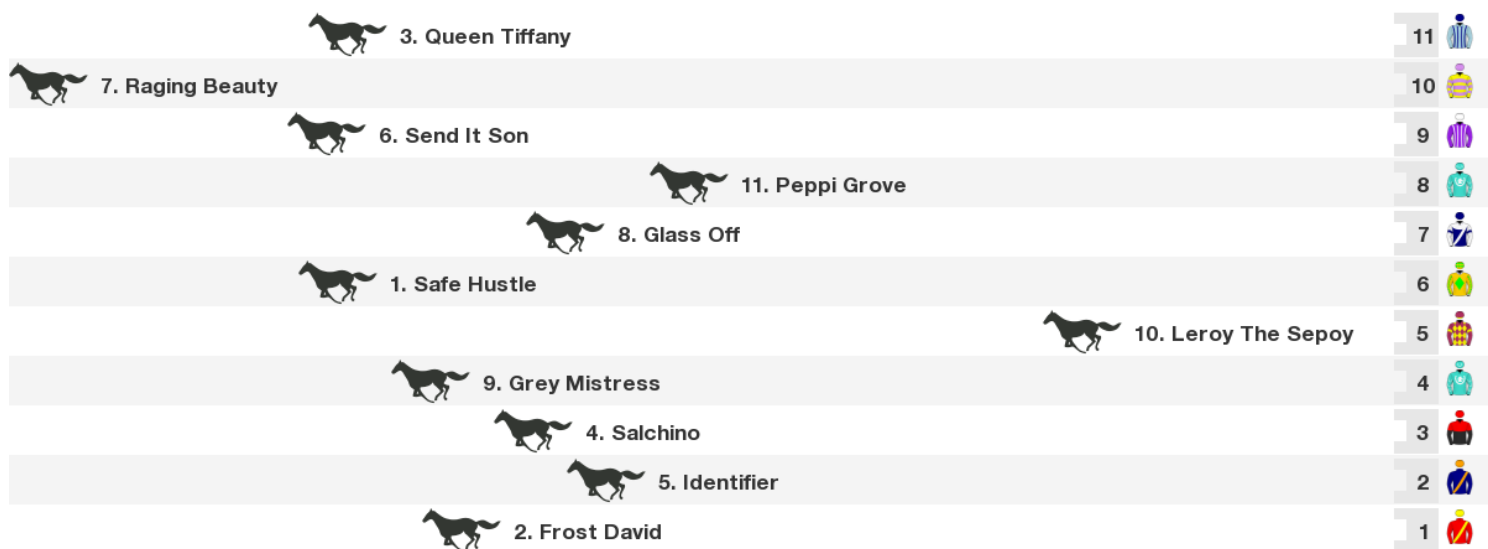 3. Queen Tiffany 11
7. Raging Beauty 10
6. Send It Son 9
11. Peppi Grove 8
8. Glass Off 7
1. Safe Hustle 6
10. Leroy The Sepoy 5
9. Grey Mistress 4
4. Salchino 3
5. Identifier 2
2. Frost David 1